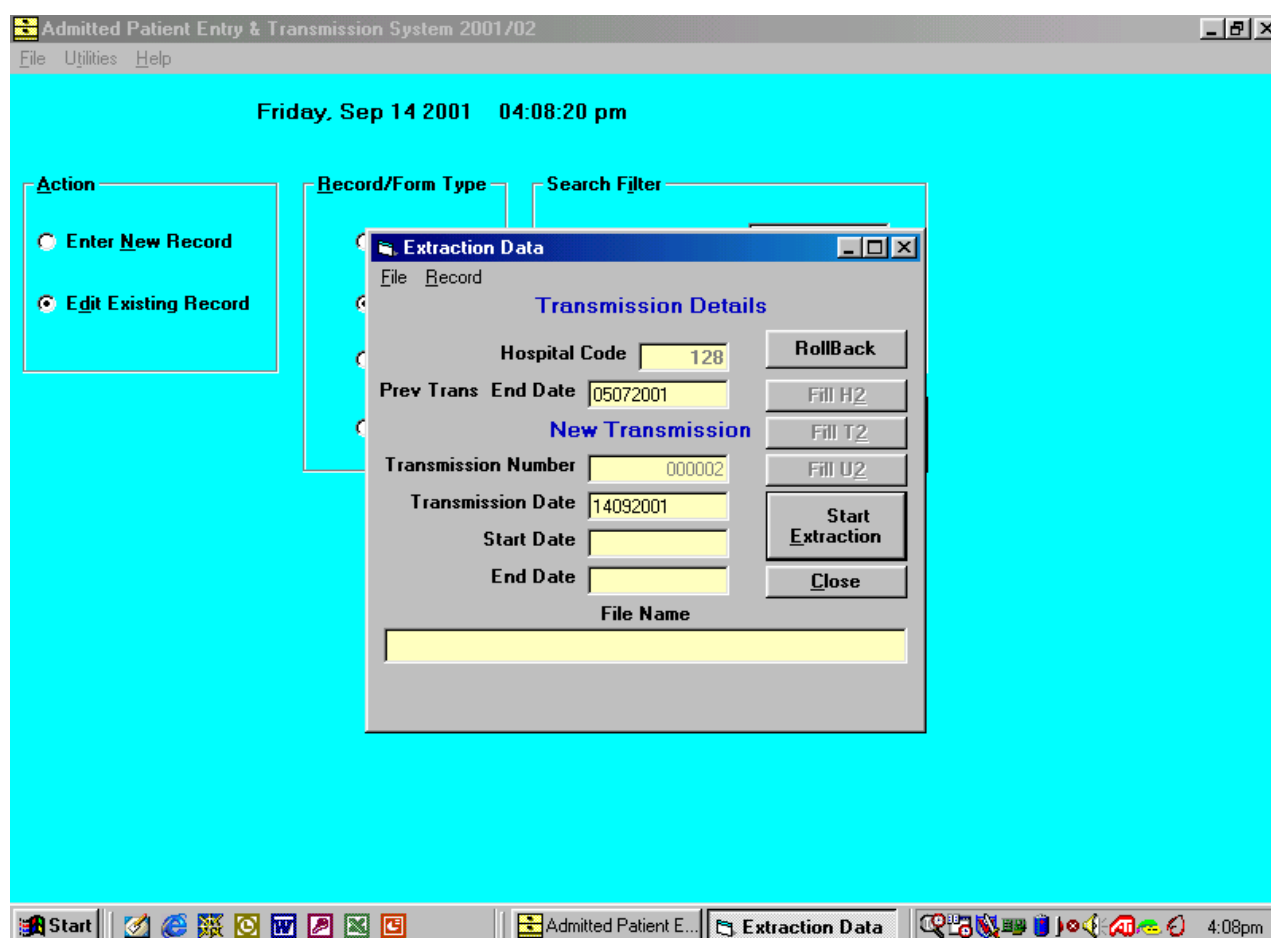 Admitted Patient Entry & Transmission System 2001/02
File Utilities Help
Friday, Sep 14 2001 04:08:20 pm
Action
Record/Form Type
Search Filter
Enter New Record
Edit Existing Record
Extraction Data
File Record
Transmission Details
Hospital Code 128
RollBack
Prev Trans End Date 05072001
Fill H2
New Transmission
Fill T2
Transmission Number 000002
Fill U2
Transmission Date 14092001
Start Extraction
Start Date
End Date
Close
File Name
Start
Admitted Patient E...
Extraction Data
4:08pm